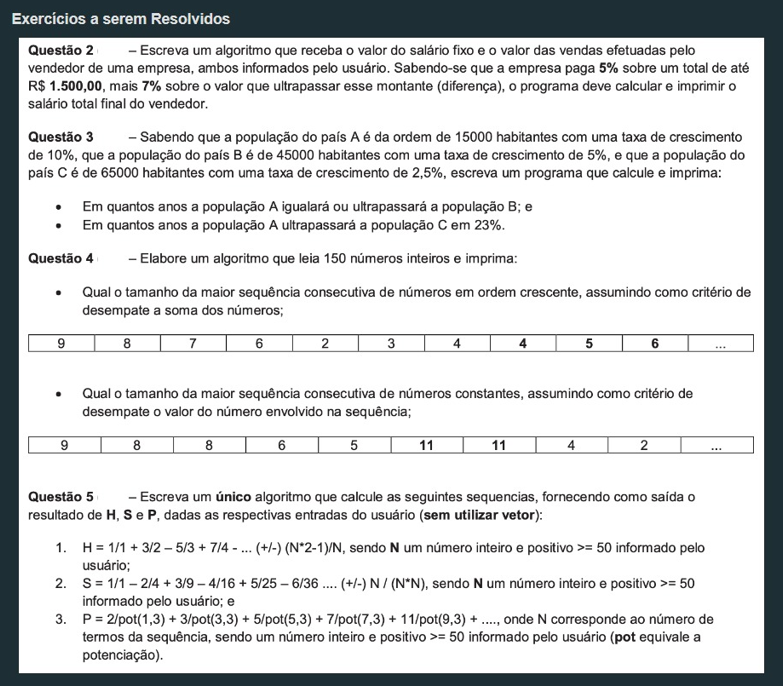 Exercícios a serem Resolvidos
Questão 2 – Escreva um algoritmo que receba o valor do salário fixo e o valor das vendas efetuadas pelo
vendedor de uma empresa, ambos informados pelo usuário. Sabendo-se que a empresa paga 5% sobre um total de até
R$ 1.500,00, mais 7% sobre o valor que ultrapassar esse montante (diferença), o programa deve calcular e imprimir o
salário total final do vendedor.
Questão 3 – Sabendo que a população do país A é da ordem de 15000 habitantes com uma taxa de crescimento
de 10%, que a população do país B é de 45000 habitantes com uma taxa de crescimento de 5%, e que a população do
país C é de 65000 habitantes com uma taxa de crescimento de 2,5%, escreva um programa que calcule e imprima:
• Em quantos anos a população A igualará ou ultrapassará a população B; e
• Em quantos anos a população A ultrapassará a população C em 23%.
Questão 4 – Elabore um algoritmo que leia 150 números inteiros e imprima:
• Qual o tamanho da maior sequência consecutiva de números em ordem crescente, assumindo como critério de
desempate a soma dos números;
9 8 7 6 2 3 4 4 5 6 ...
• Qual o tamanho da maior sequência consecutiva de números constantes, assumindo como critério de
desempate o valor do número envolvido na sequência;
9 8 8 6 5 11 11 4 2 ...
Questão 5 – Escreva um único algoritmo que calcule as seguintes sequencias, fornecendo como saída o
resultado de H, S e P, dadas as respectivas entradas do usuário (sem utilizar vetor):
1. H = 1/1 + 3/2 – 5/3 + 7/4 - ... (+/-) (N*2-1)/N, sendo N um número inteiro e positivo >= 50 informado pelo
usuário;
2. S = 1/1 – 2/4 + 3/9 – 4/16 + 5/25 – 6/36 .... (+/-) N / (N*N), sendo N um número inteiro e positivo >= 50
informado pelo usuário; e
3. P = 2/pot(1,3) + 3/pot(3,3) + 5/pot(5,3) + 7/pot(7,3) + 11/pot(9,3) + ...., onde N corresponde ao número de
termos da sequência, sendo um número inteiro e positivo >= 50 informado pelo usuário (pot equivale a
potenciação).